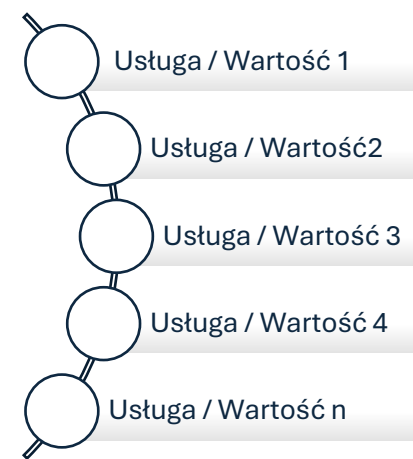 Usługa / Wartość 1
Usługa / Wartość2
Usługa / Wartość 3
Usługa / Wartość 4
Usługa / Wartość n